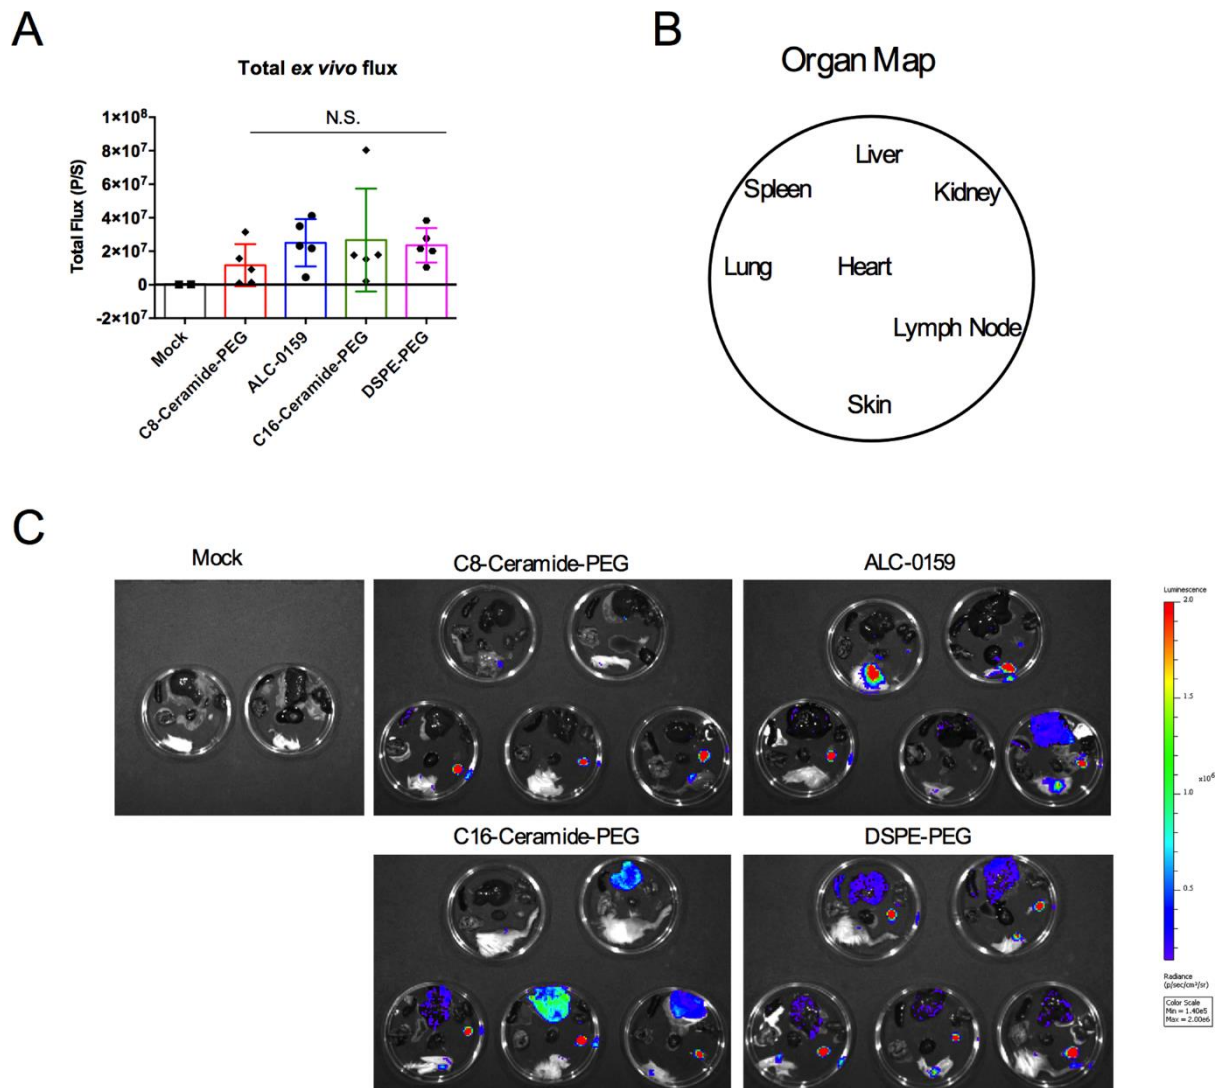 A
Total ex vivo flux
N.S.
1×10⁸
8×10⁷
6×10⁷
4×10⁷
2×10⁷
0
-2×10⁷
Total Flux (P/S)
Mock
C8-Ceramide-PEG
ALC-0159
C16-Ceramide-PEG
DSPE-PEG
B
Organ Map
Liver
Spleen
Kidney
Lung
Heart
Lymph Node
Skin
C
Mock
C8-Ceramide-PEG
ALC-0159
C16-Ceramide-PEG
DSPE-PEG
Luminescence
2.0
1.5
1.0
×10⁶
0.5
Radiance
(p/sec/cm²/sr)
Color Scale
Min = 1.40e5
Max = 2.00e6